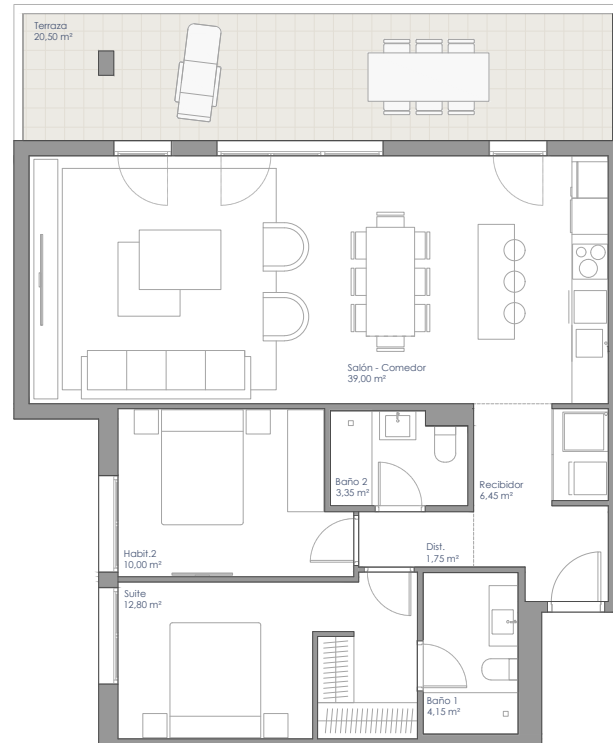 Terraza
20,50 m²
Salón - Comedor
39,00 m²
Baño 2
3,35 m²
Recibidor
6,45 m²
Habit.2
10,00 m²
Dist.
1,75 m²
Suite
12,80 m²
Baño 1
4,15 m²